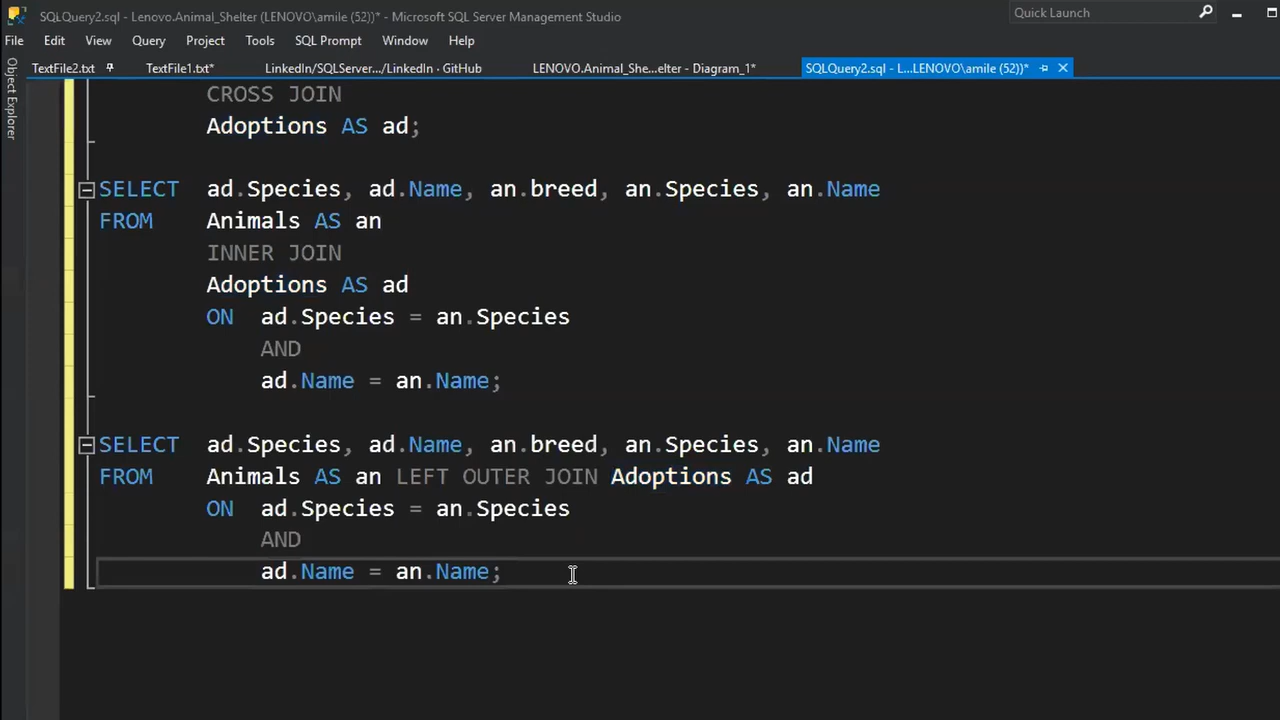 SQLQuery2.sql - Lenovo.Animal_Shelter (LENOVO\amile (52))* - Microsoft SQL Server Management Studio
Quick Launch
File Edit View Query Project Tools SQL Prompt Window Help
TextFile2.txt TextFile1.txt* LinkedIn/SQLServer.../LinkedIn · GitHub LENOVO.Animal_She...elter - Diagram_1* SQLQuery2.sql - L...LENOVO\amile (52))*
Object Explorer
CROSS JOIN
Adoptions AS ad;
SELECT ad.Species, ad.Name, an.breed, an.Species, an.Name
FROM Animals AS an
INNER JOIN
Adoptions AS ad
ON ad.Species = an.Species
AND
ad.Name = an.Name;
SELECT ad.Species, ad.Name, an.breed, an.Species, an.Name
FROM Animals AS an LEFT OUTER JOIN Adoptions AS ad
ON ad.Species = an.Species
AND
ad.Name = an.Name;